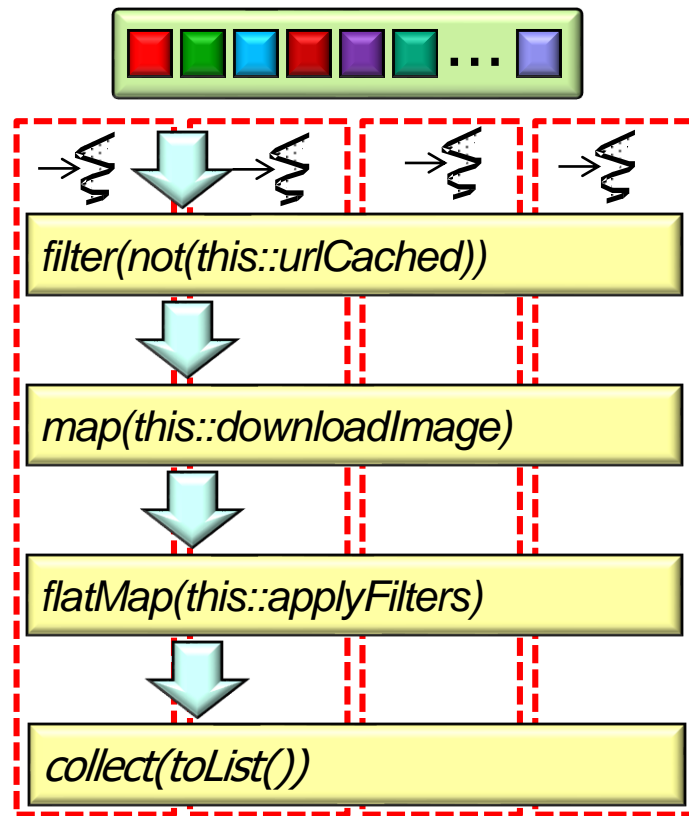 ...
filter(not(this::urlCached))
map(this::downloadImage)
flatMap(this::applyFilters)
collect(toList())